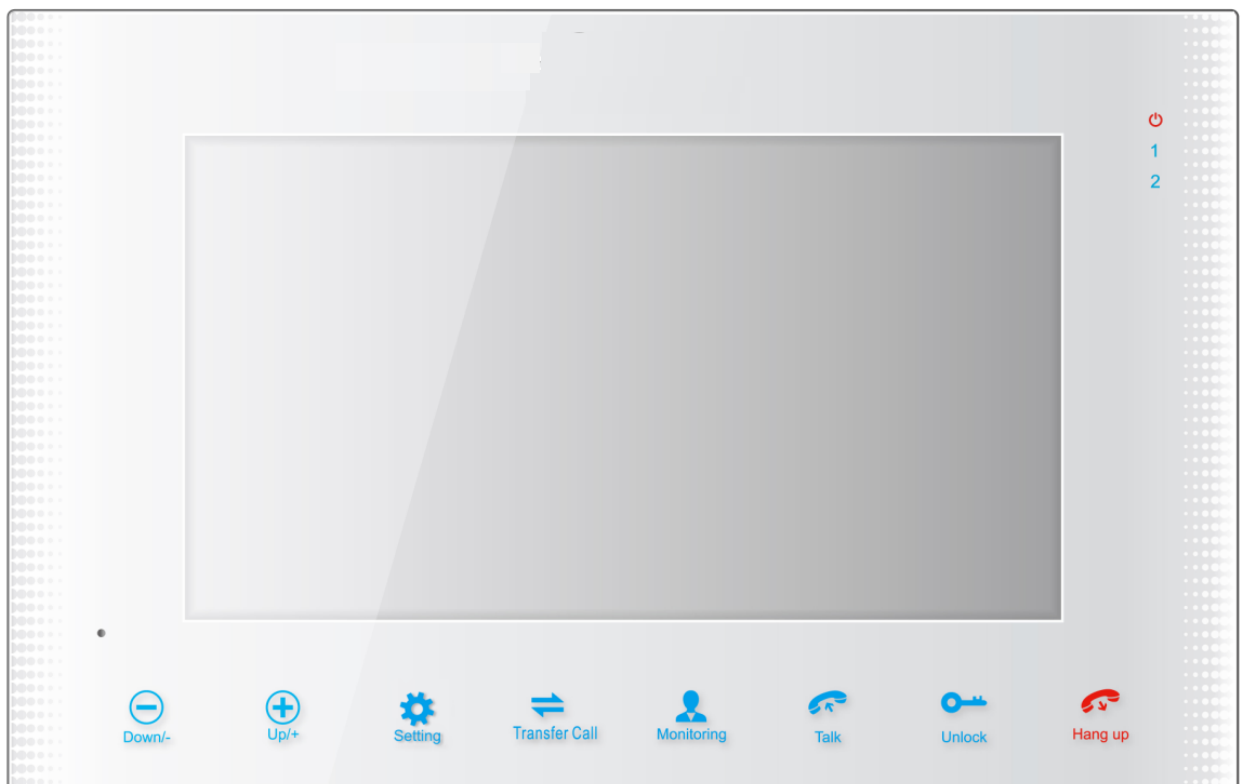 1
2
Down/-
Up/+
Setting
Transfer Call
Monitoring
Talk
Unlock
Hang up